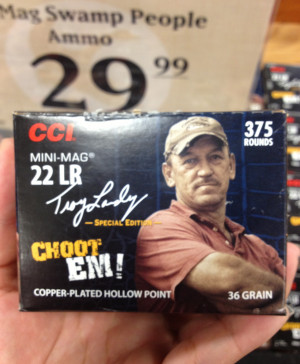 Mag Swamp People
Ammo
29.99
CCI
375
ROUNDS
MINI-MAG®
22 LR
Troy Landry
— SPECIAL EDITION
CHOOT
EM!
COPPER-PLATED HOLLOW POINT
36 GRAIN